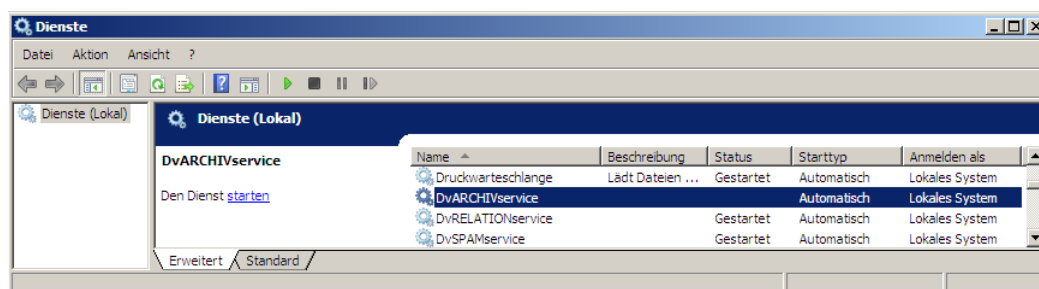 Dienste
Datei Aktion Ansicht ?
Dienste (Lokal)
Dienste (Lokal)
DvARCHIVservice
Den Dienst starten
Name Beschreibung Status Starttyp Anmelden als
Druckwarteschlange Lädt Dateien ... Gestartet Automatisch Lokales System
DvARCHIVservice Automatisch Lokales System
DvRELATIONservice Gestartet Automatisch Lokales System
DvSPAMservice Gestartet Automatisch Lokales System
Erweitert Standard